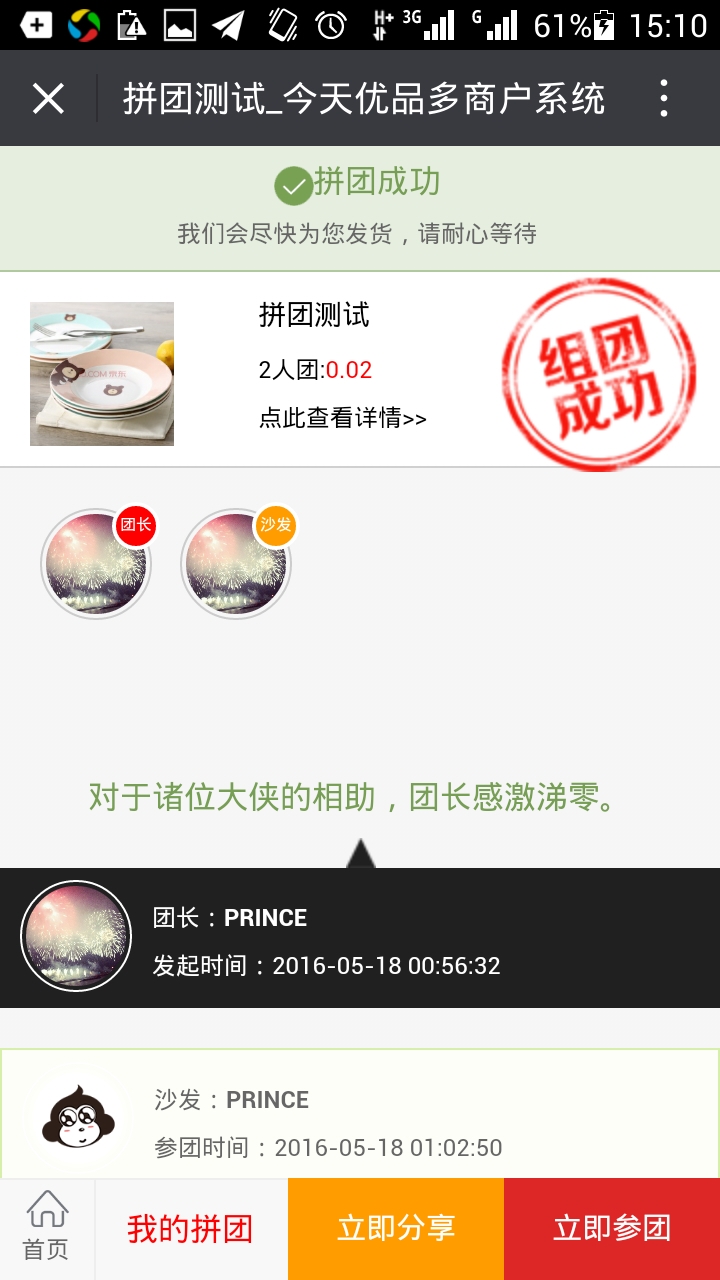 H+ 3G G 61% 15:10
拼团测试_今天优品多商户系统
拼团成功
我们会尽快为您发货，请耐心等待
拼团测试
2人团:0.02
点此查看详情>>
组团
成功
.COM 京东
团长
沙发
对于诸位大侠的相助，团长感激涕零。
团长：PRINCE
发起时间：2016-05-18 00:56:32
沙发：PRINCE
参团时间：2016-05-18 01:02:50
首页
我的拼团
立即分享
立即参团